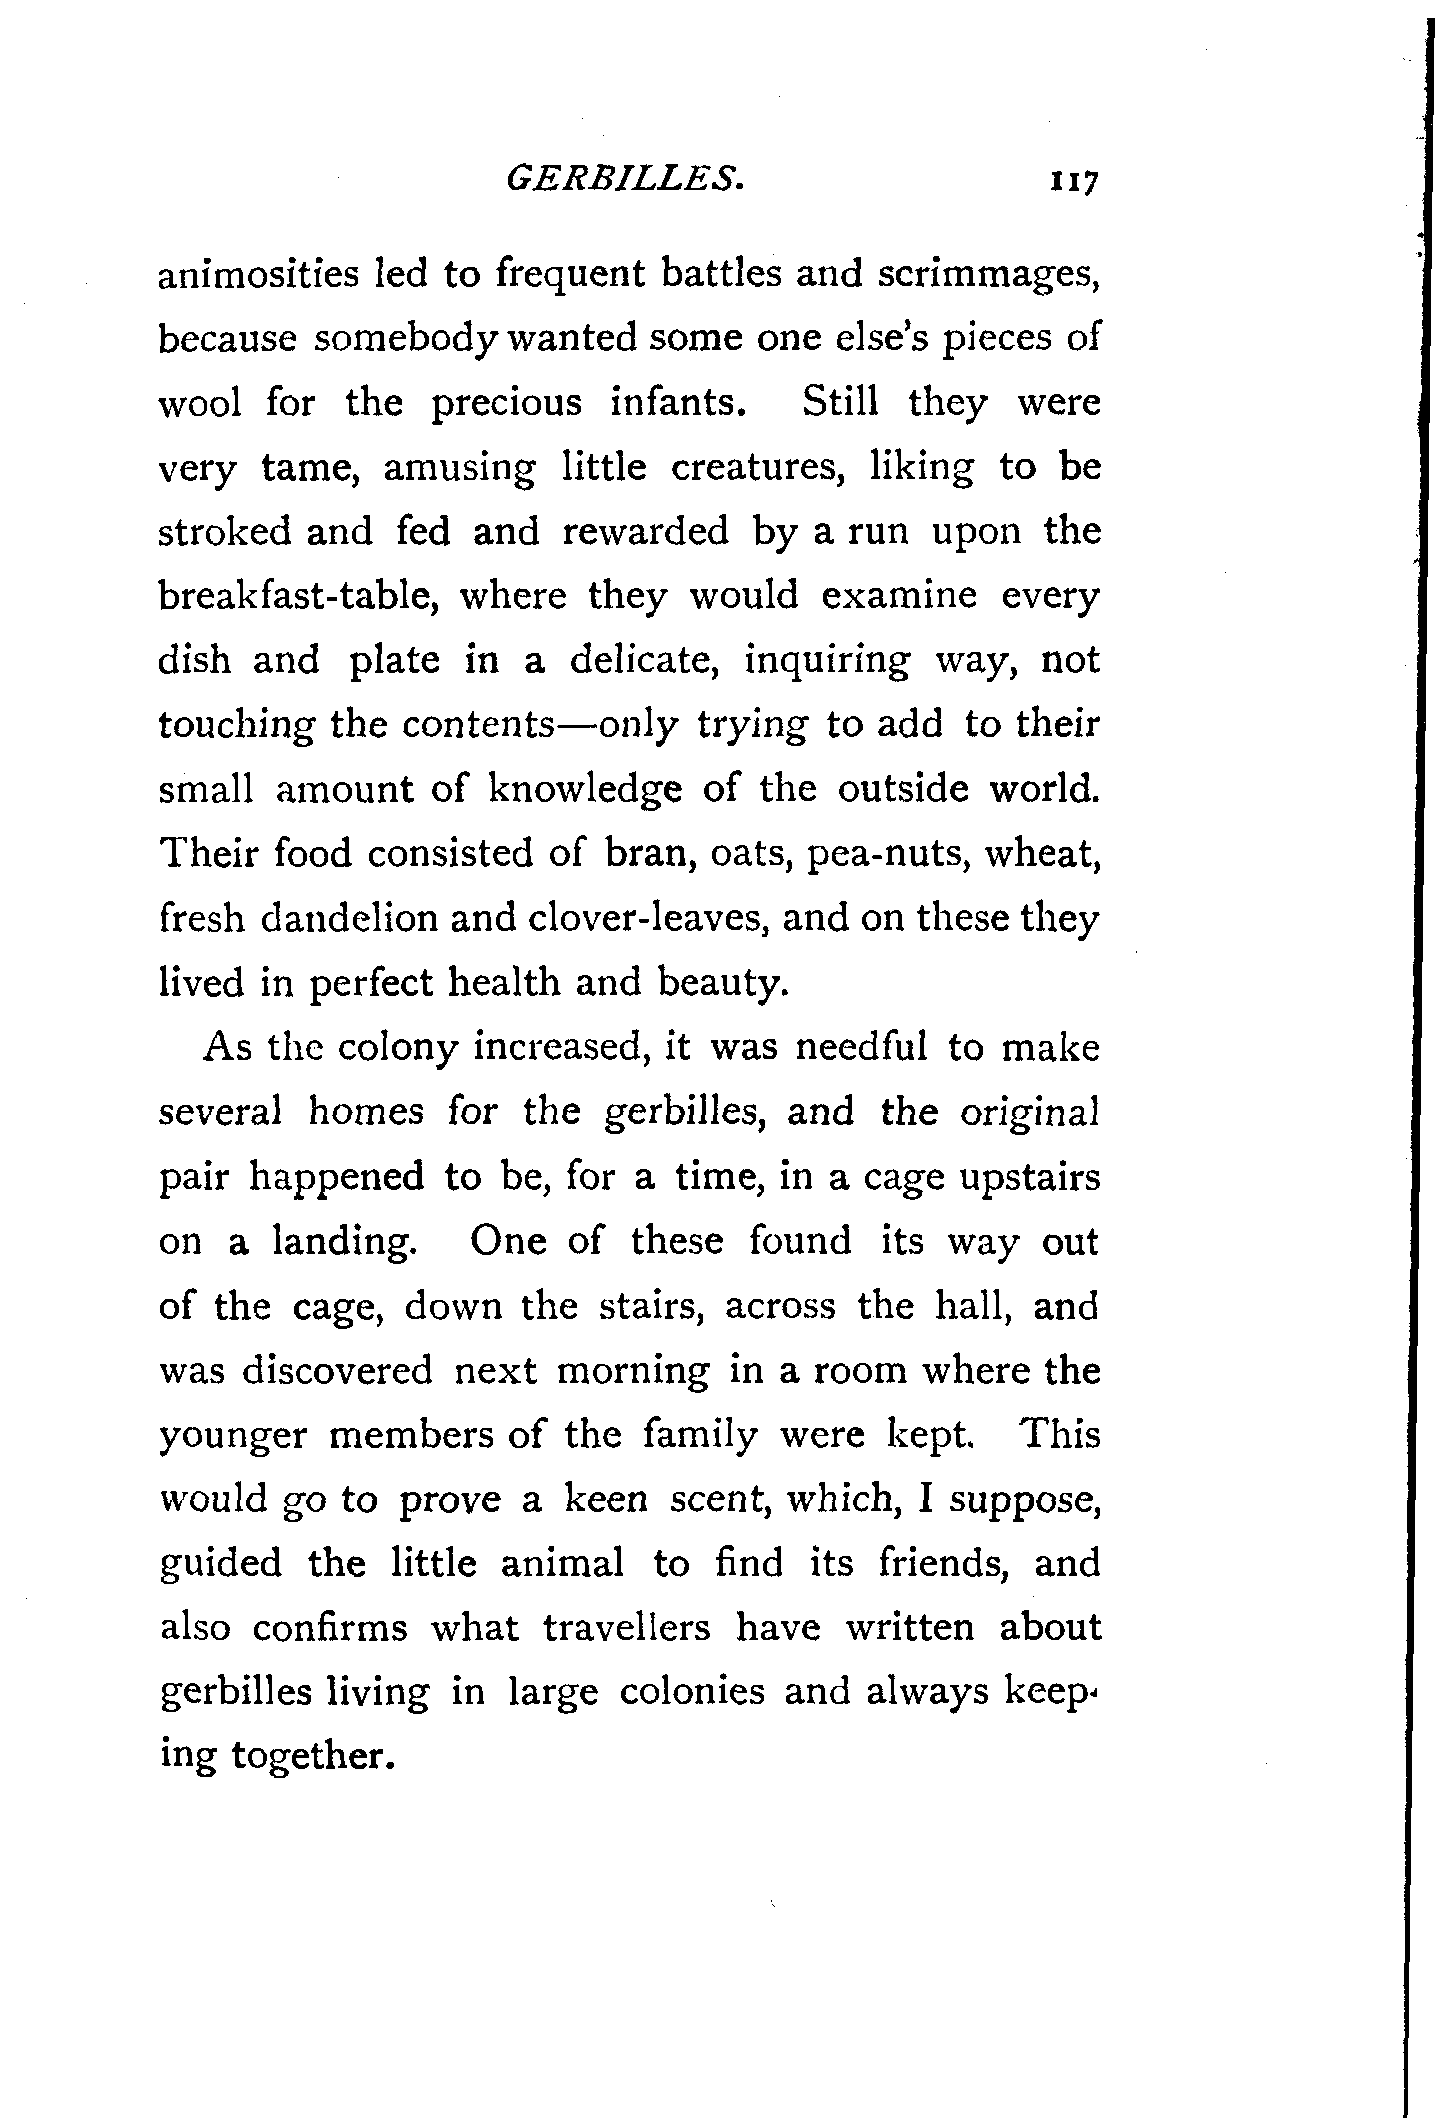 GERBILLES. 117
animosities led to frequent battles and scrimmages,
because somebody wanted some one else's pieces of
wool for the precious infants. Still they were
very tame, amusing little creatures, liking to be
stroked and fed and rewarded by a run upon the
breakfast-table, where they would examine every
dish and plate in a delicate, inquiring way, not
touching the contents—only trying to add to their
small amount of knowledge of the outside world.
Their food consisted of bran, oats, pea-nuts, wheat,
fresh dandelion and clover-leaves, and on these they
lived in perfect health and beauty.
As the colony increased, it was needful to make
several homes for the gerbilles, and the original
pair happened to be, for a time, in a cage upstairs
on a landing. One of these found its way out
of the cage, down the stairs, across the hall, and
was discovered next morning in a room where the
younger members of the family were kept. This
would go to prove a keen scent, which, I suppose,
guided the little animal to find its friends, and
also confirms what travellers have written about
gerbilles living in large colonies and always keep-
ing together.